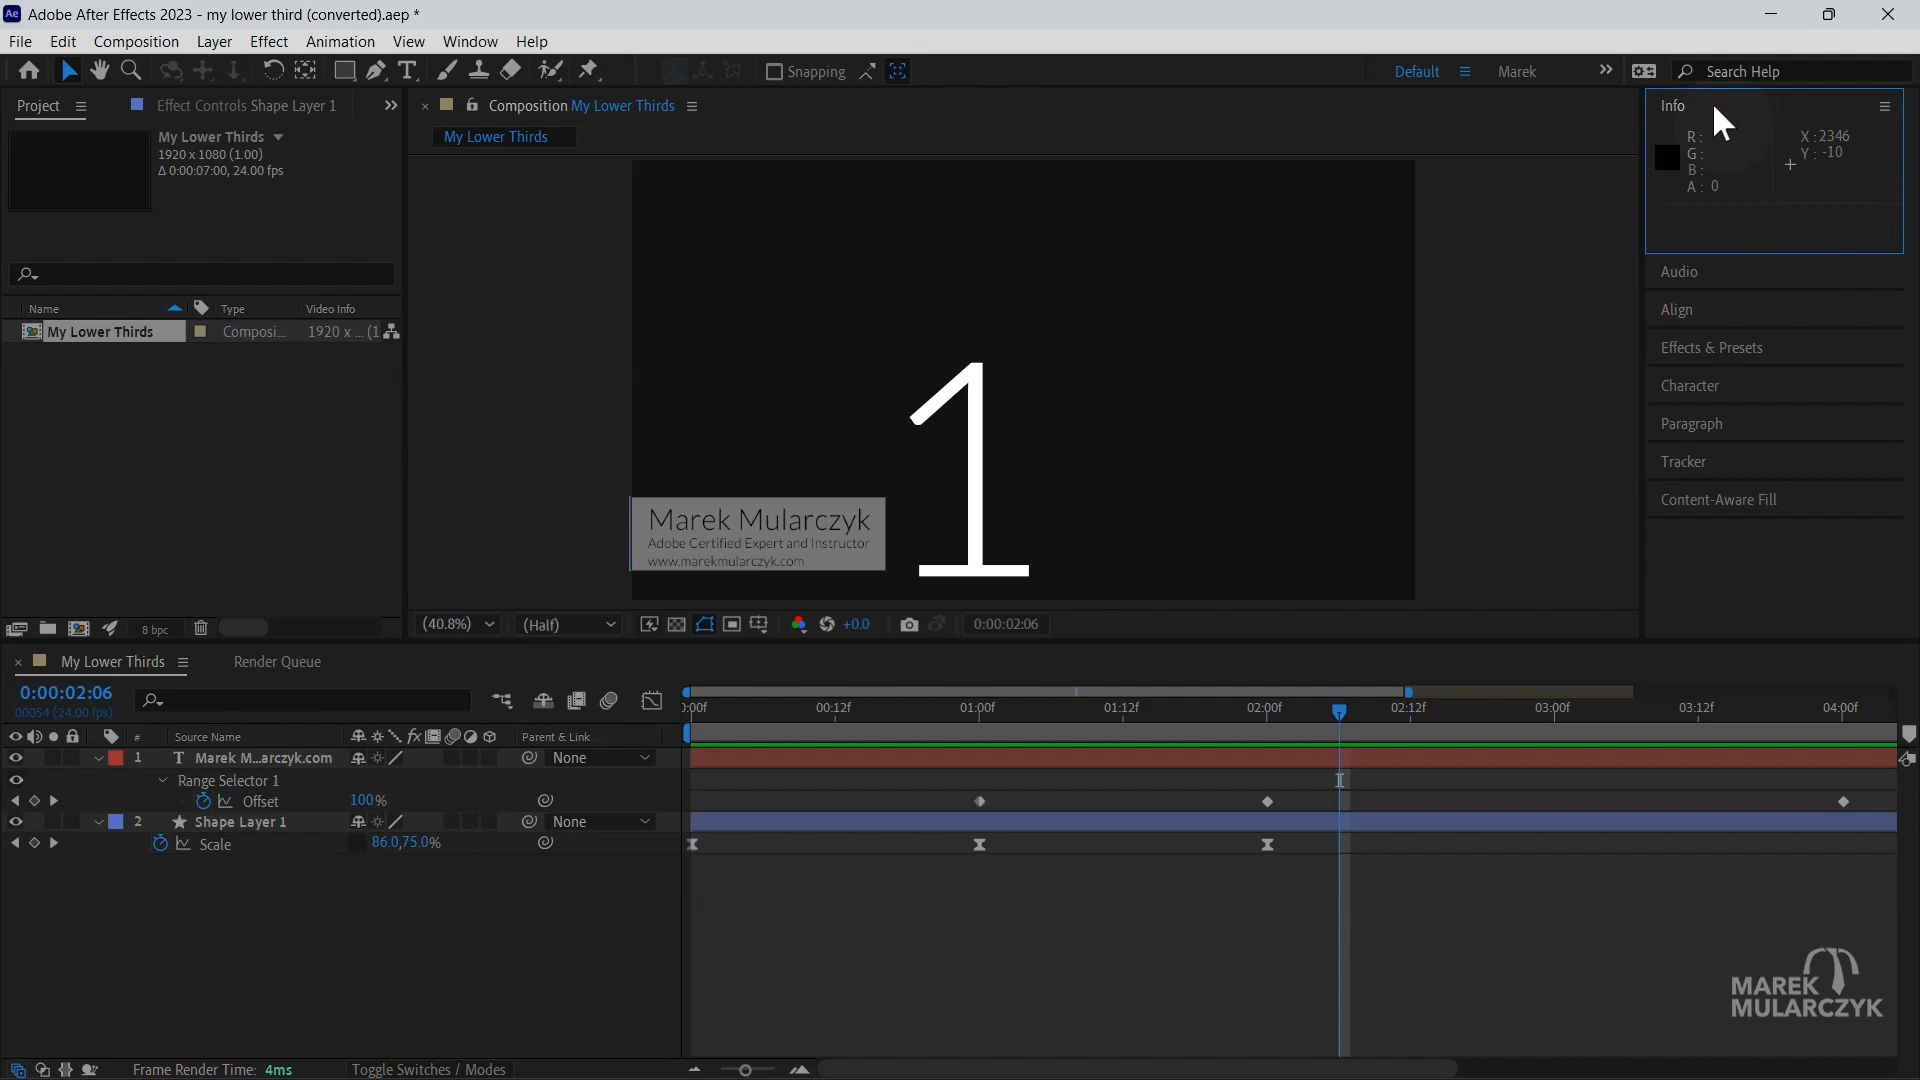 Adobe After Effects 2023 - my lower third (converted).aep *
File Edit Composition Layer Effect Animation View Window Help
Snapping Default Marek Search Help
Project Effect Controls Shape Layer 1
Composition My Lower Thirds
Info
My Lower Thirds
1920 x 1080 (1.00)
Δ 0:00:07:00, 24.00 fps
My Lower Thirds
R :
G :
B :
A : 0
X : 2346
Y : -10
Audio
Align
Effects & Presets
Character
Paragraph
Tracker
Content-Aware Fill
Name Type Video Info
My Lower Thirds Composi... 1920 x ... (1
1
Marek Mularczyk
Adobe Certified Expert and Instructor
www.marekmularczyk.com
8 bpc
(40.8%) (Half) +0.0 0:00:02:06
My Lower Thirds Render Queue
0:00:02:06
00054 (24.00 fps)
):00f 00:12f 01:00f 01:12f 02:00f 02:12f 03:00f 03:12f 04:00f
# Source Name fx Parent & Link
1 T Marek M...arczyk.com None
Range Selector 1
Offset 100%
2 Shape Layer 1 None
Scale 86.0,75.0%
MAREK
MULARCZYK
Frame Render Time: 4ms Toggle Switches / Modes